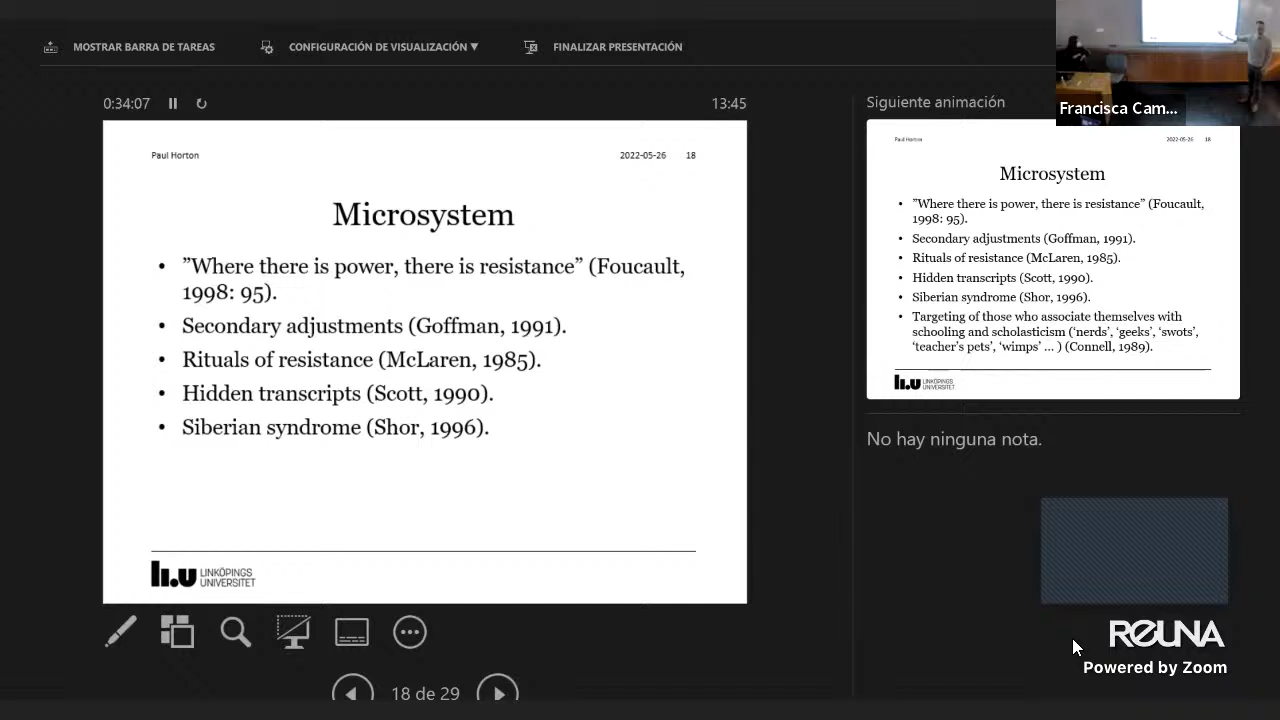 MOSTRAR BARRA DE TAREAS
CONFIGURACIÓN DE VISUALIZACIÓN ▼
FINALIZAR PRESENTACIÓN
Francisca Cam...
0:34:07
13:45
Paul Horton
2022-05-26 18
Microsystem
• ”Where there is power, there is resistance” (Foucault,
1998: 95).
• Secondary adjustments (Goffman, 1991).
• Rituals of resistance (McLaren, 1985).
• Hidden transcripts (Scott, 1990).
• Siberian syndrome (Shor, 1996).
LINKÖPINGS
UNIVERSITET
18 de 29
Siguiente animación
Paul Horton
2022-05-26 18
Microsystem
• ”Where there is power, there is resistance” (Foucault,
1998: 95).
• Secondary adjustments (Goffman, 1991).
• Rituals of resistance (McLaren, 1985).
• Hidden transcripts (Scott, 1990).
• Siberian syndrome (Shor, 1996).
• Targeting of those who associate themselves with
schooling and scholasticism (‘nerds’, ‘geeks’, ‘swots’,
‘teacher’s pets’, ‘wimps’ … ) (Connell, 1989).
LINKÖPINGS
UNIVERSITET
No hay ninguna nota.
REUNA
Powered by Zoom